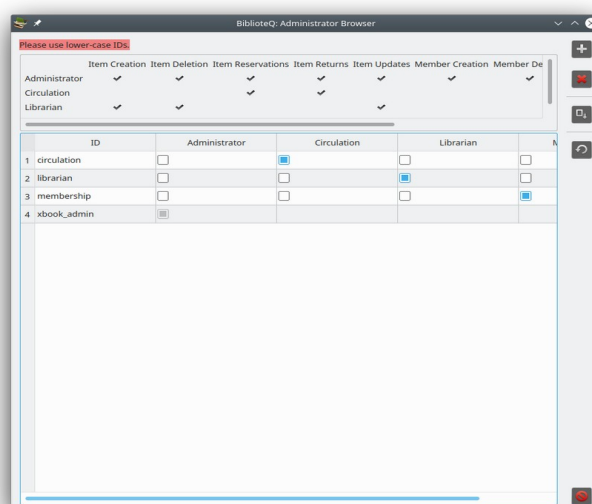 BiblioteQ: Administrator Browser
Please use lower-case IDs.
Item Creation Item Deletion Item Reservations Item Returns Item Updates Member Creation Member De
Administrator
Circulation
Librarian
ID Administrator Circulation Librarian M
1 circulation
2 librarian
3 membership
4 xbook_admin